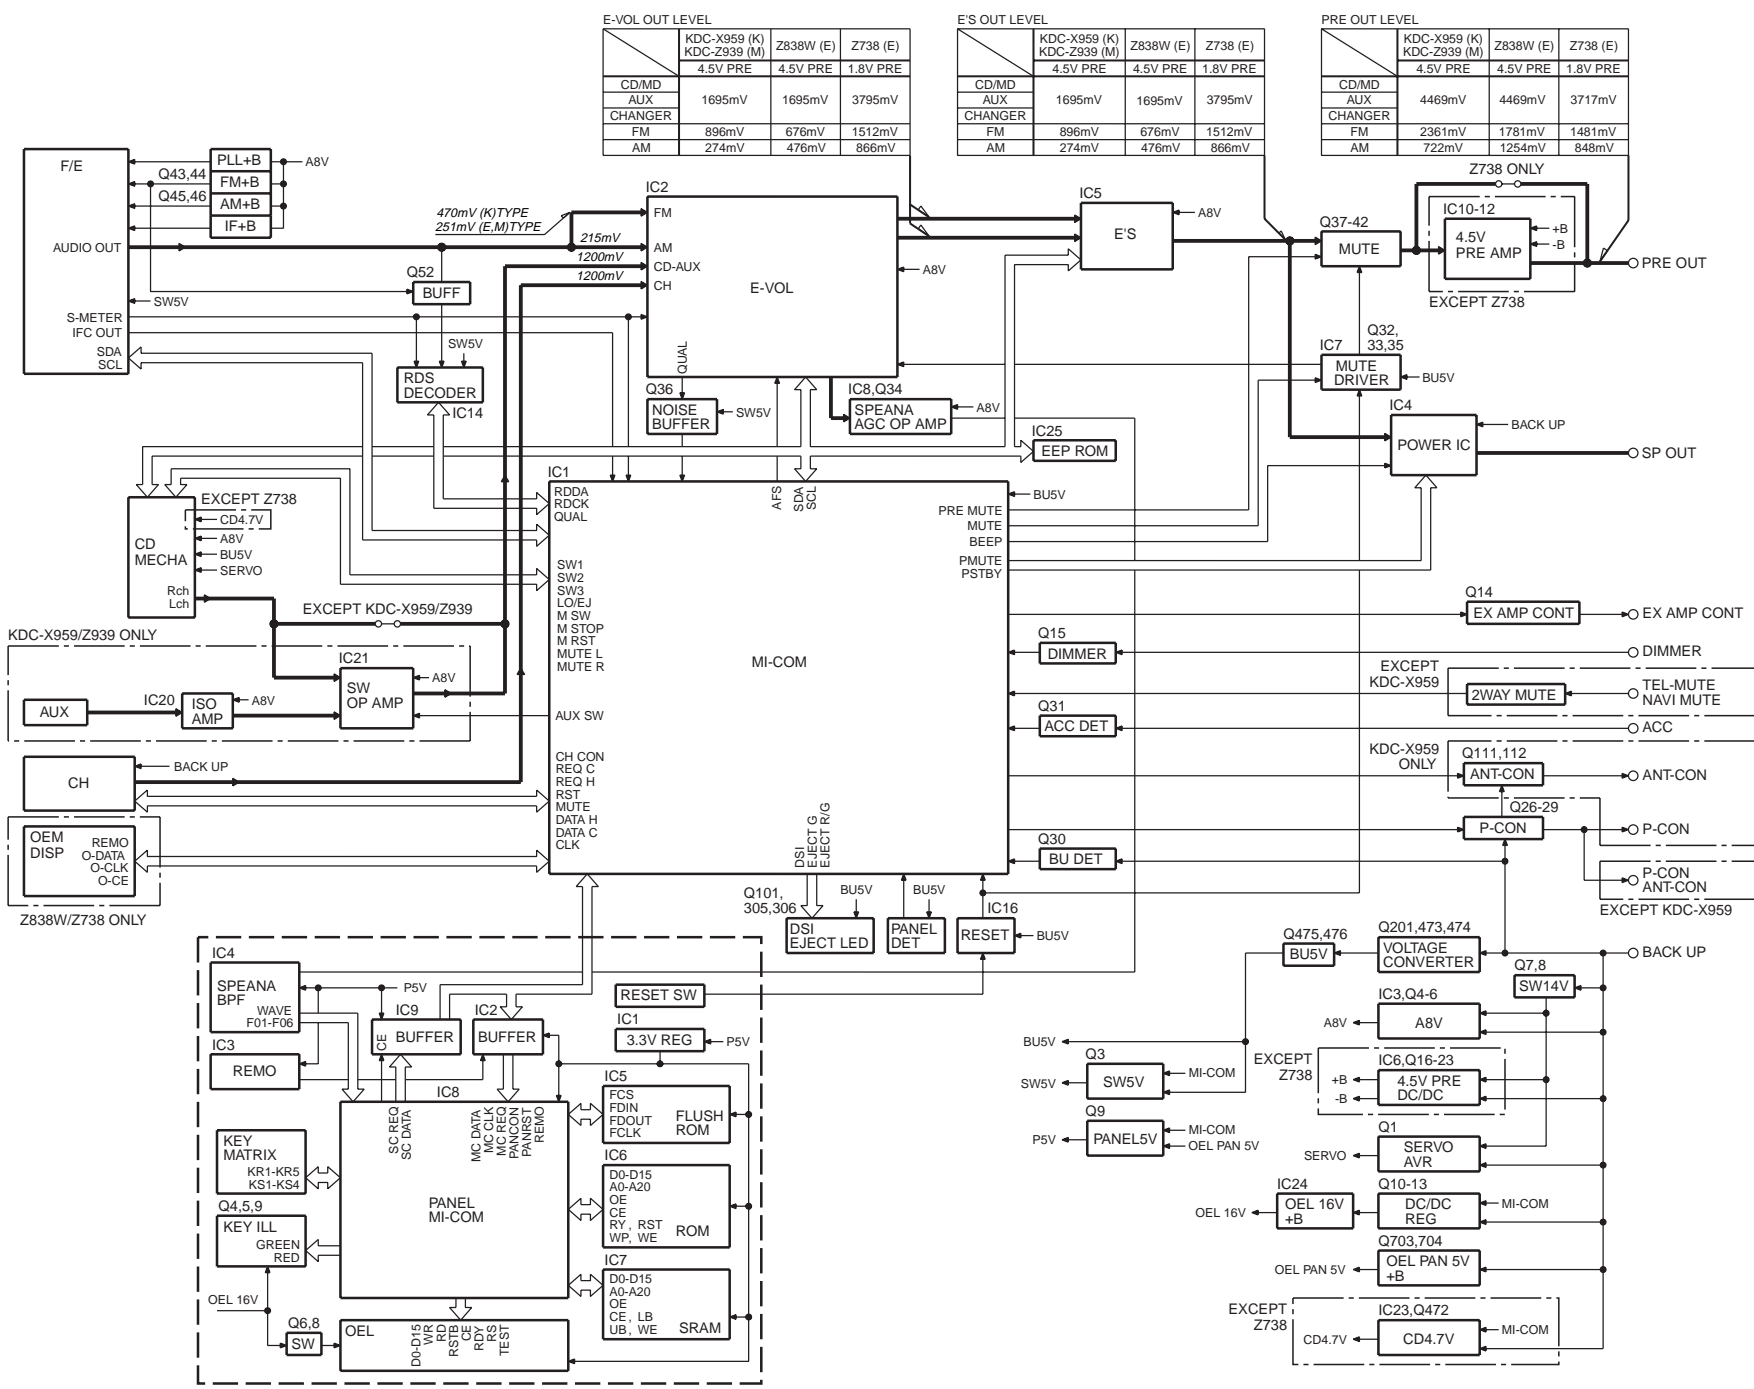 E-VOL OUT LEVEL
KDC-X959 (K)
KDC-Z939 (M)
Z838W (E)
Z738 (E)
4.5V PRE
4.5V PRE
1.8V PRE
CD/MD
AUX
CHANGER
1695mV
1695mV
3795mV
FM
896mV
676mV
1512mV
AM
274mV
476mV
866mV
E'S OUT LEVEL
KDC-X959 (K)
KDC-Z939 (M)
Z838W (E)
Z738 (E)
4.5V PRE
4.5V PRE
1.8V PRE
CD/MD
AUX
CHANGER
1695mV
1695mV
3795mV
FM
896mV
676mV
1512mV
AM
274mV
476mV
866mV
PRE OUT LEVEL
KDC-X959 (K)
KDC-Z939 (M)
Z838W (E)
Z738 (E)
4.5V PRE
4.5V PRE
1.8V PRE
CD/MD
AUX
CHANGER
4469mV
4469mV
3717mV
FM
2361mV
1781mV
1481mV
AM
722mV
1254mV
848mV
F/E
AUDIO OUT
SW5V
S-METER
IFC OUT
SDA
SCL
Q43,44
Q45,46
PLL+B
FM+B
AM+B
IF+B
A8V
470mV (K)TYPE
251mV (E,M)TYPE
215mV
1200mV
1200mV
Q52
BUFF
SW5V
RDS
DECODER
IC14
IC2
FM
AM
CD-AUX
CH
E-VOL
QUAL
A8V
Q36
NOISE
BUFFER
SW5V
IC8,Q34
SPEANA
AGC OP AMP
A8V
IC5
E'S
A8V
IC25
EEP ROM
Q37-42
MUTE
Z738 ONLY
IC10-12
4.5V
PRE AMP
+B
-B
EXCEPT Z738
PRE OUT
Q32,
33,35
IC7
MUTE
DRIVER
BU5V
IC4
POWER IC
BACK UP
SP OUT
EXCEPT Z738
CD4.7V
A8V
BU5V
SERVO
CD
MECHA
Rch
Lch
EXCEPT KDC-X959/Z939
KDC-X959/Z939 ONLY
AUX
IC20
ISO
AMP
A8V
IC21
SW
OP AMP
A8V
CH
BACK UP
OEM
DISP
REMO
O-DATA
O-CLK
O-CE
Z838W/Z738 ONLY
IC1
MI-COM
RDDA
RDCK
QUAL
SW1
SW2
SW3
LO/EJ
M SW
M STOP
M RST
MUTE L
MUTE R
AUX SW
CH CON
REQ C
REQ H
RST
MUTE
DATA H
DATA C
CLK
AFS
SDA
SCL
BU5V
PRE MUTE
MUTE
BEEP
PMUTE
PSTBY
DSI
EJECT G
EJECT R/G
Q14
EX AMP CONT
EX AMP CONT
Q15
DIMMER
DIMMER
EXCEPT
KDC-X959
2WAY MUTE
TEL-MUTE
NAVI MUTE
Q31
ACC DET
ACC
KDC-X959
ONLY
Q111,112
ANT-CON
ANT-CON
Q26-29
P-CON
P-CON
Q30
BU DET
P-CON
ANT-CON
EXCEPT KDC-X959
Q101,
305,306
BU5V
DSI
EJECT LED
BU5V
PANEL
DET
IC16
RESET
BU5V
RESET SW
Q475,476
BU5V
Q201,473,474
VOLTAGE
CONVERTER
BACK UP
Q7,8
SW14V
IC3,Q4-6
A8V
A8V
BU5V
Q3
SW5V
SW5V
MI-COM
Q9
P5V
PANEL5V
MI-COM
OEL PAN 5V
EXCEPT
Z738
IC6,Q16-23
+B
-B
4.5V PRE
DC/DC
Q1
SERVO
SERVO
AVR
IC24
OEL 16V
OEL 16V
+B
Q10-13
DC/DC
REG
MI-COM
Q703,704
OEL PAN 5V
OEL PAN 5V
+B
EXCEPT
Z738
IC23,Q472
CD4.7V
CD4.7V
MI-COM
IC4
SPEANA
BPF
WAVE
F01-F06
P5V
IC3
REMO
IC9
CE
BUFFER
IC2
BUFFER
IC1
3.3V REG
P5V
IC8
SC REQ
SC DATA
MC DATA
MC CLK
MC REQ
PANCON
PANRST
REMO
PANEL
MI-COM
KEY
MATRIX
KR1-KR5
KS1-KS4
Q4,5,9
KEY ILL
GREEN
RED
OEL 16V
Q6,8
SW
OEL
D0-D15
WR
RD
RSTB
CE
RDY
RS
TEST
IC5
FCS
FDIN
FDOUT
FCLK
FLUSH
ROM
IC6
D0-D15
A0-A20
OE
CE
RY, RST
WP, WE
ROM
IC7
D0-D15
A0-A20
OE
CE, LB
UB, WE
SRAM